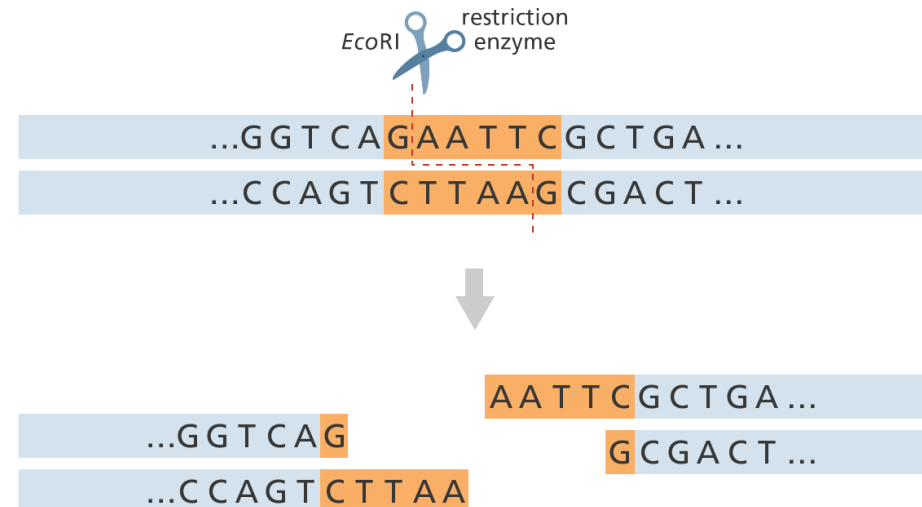 EcoRI
restriction
enzyme
...GGTCAGAATTCGCTGA...
...CCAGTCTTAAGCGACT...
AATTCGCTGA...
GCGACT...
...GGTCAG
...CCAGTCTTAA